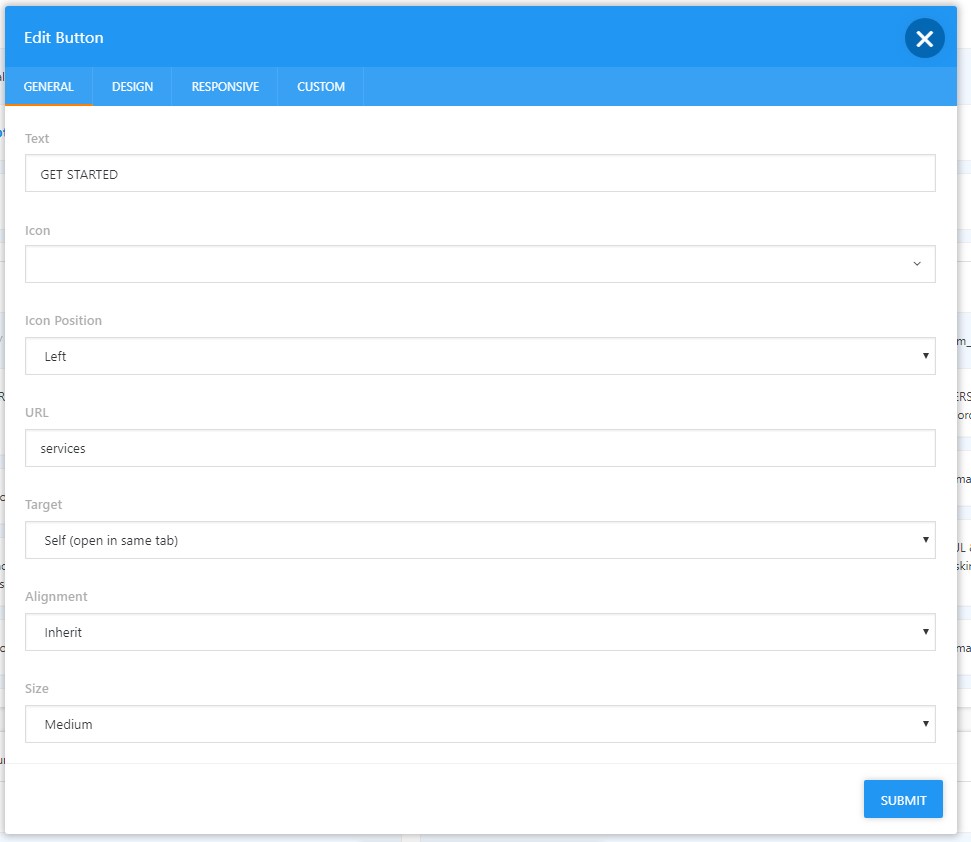 Edit Button
GENERAL DESIGN RESPONSIVE CUSTOM
Text
GET STARTED
Icon
Icon Position
Left
URL
services
Target
Self (open in same tab)
Alignment
Inherit
Size
Medium
SUBMIT